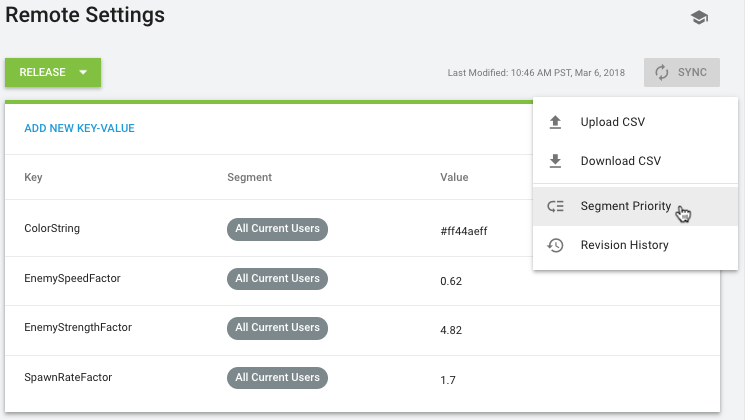 Remote Settings
RELEASE
Last Modified: 10:46 AM PST, Mar 6, 2018
SYNC
ADD NEW KEY-VALUE
Upload CSV
Download CSV
Segment Priority
Revision History
Key Segment Value
ColorString All Current Users #ff44aeff
EnemySpeedFactor All Current Users 0.62
EnemyStrengthFactor All Current Users 4.82
SpawnRateFactor All Current Users 1.7